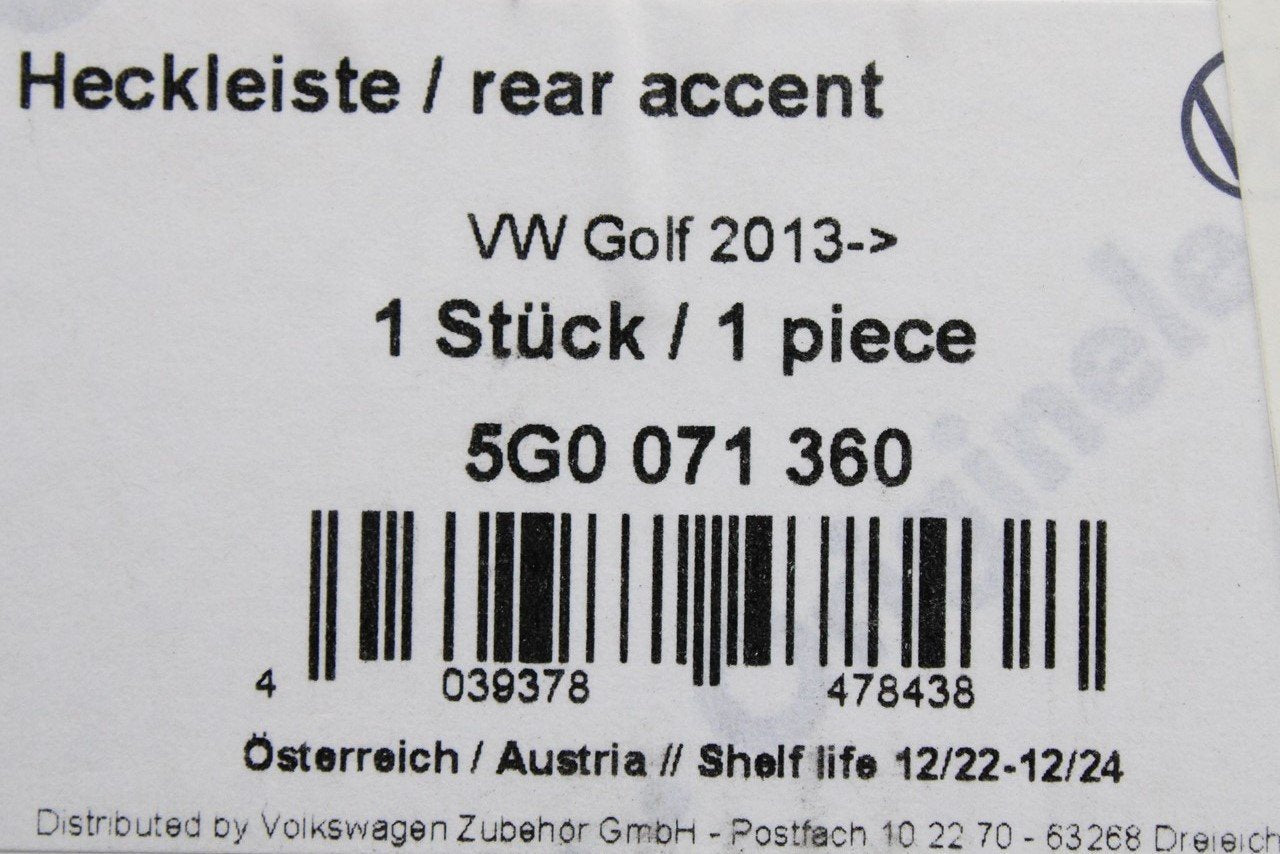 Heckleiste / rear accent
VW Golf 2013->
1 Stück / 1 piece
5G0 071 360
4 039378 478438
Österreich / Austria // Shelf life 12/22-12/24
Distributed by Volkswagen Zubehör GmbH - Postfach 10 22 70 - 63268 Dreieich